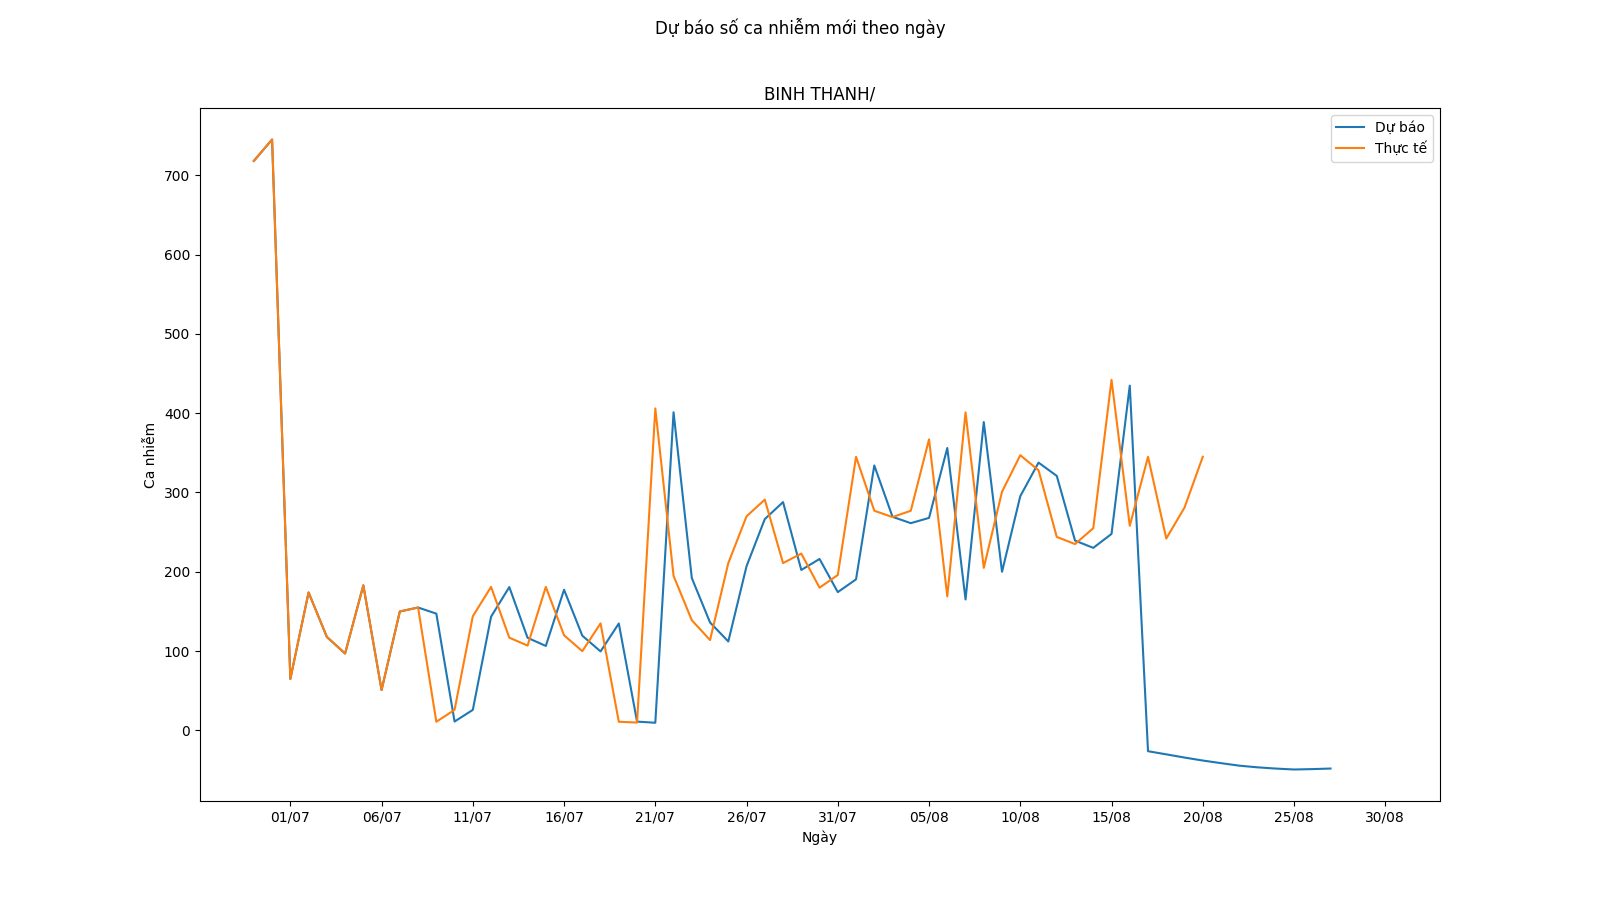 Dự báo số ca nhiễm mới theo ngày
BINH THANH/
Dự báo
Thực tế
700
600
500
400
300
200
100
0
Ca nhiễm
01/07 06/07 11/07 16/07 21/07 26/07 31/07 05/08 10/08 15/08 20/08 25/08 30/08
Ngày